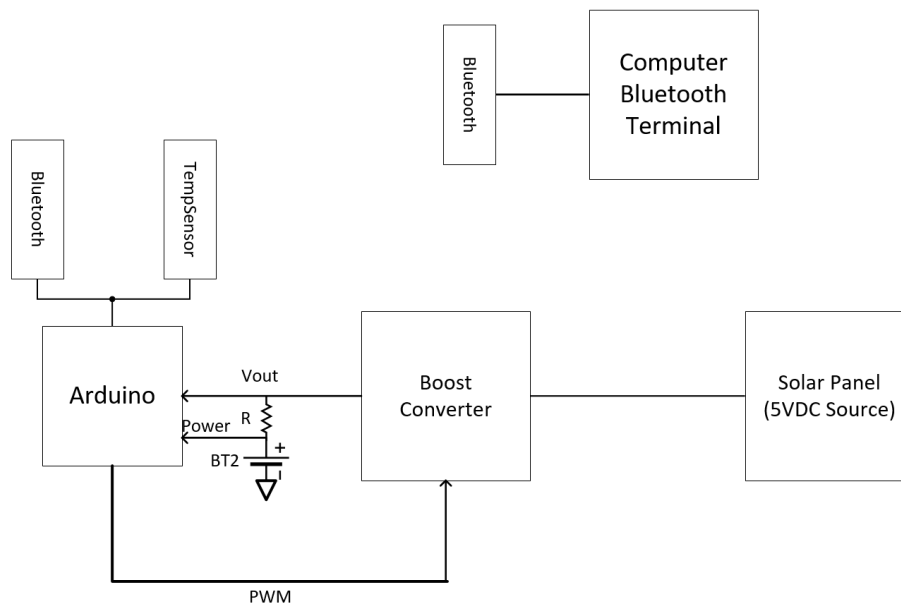 Computer
Bluetooth
Terminal
Bluetooth
Bluetooth
TempSensor
Arduino
Vout
R
Power
BT2
+
−
Boost
Converter
Solar Panel
(5VDC Source)
PWM